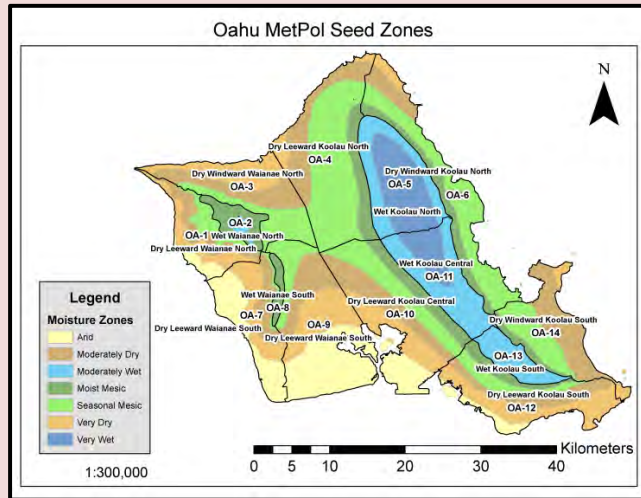 Oahu MetPol Seed Zones
N
Dry Leeward Koolau North
OA-4
Dry Windward Koolau North
OA-5
OA-6
Dry Windward Waianae North
OA-3
OA-2
Wet Koolau North
OA-1
Wet Waianae North
Dry Leeward Waianae North
Wet Koolau Central
OA-11
Wet Waianae South
OA-8
OA-7
Dry Leeward Koolau Central
OA-10
Dry Leeward Waianae South
OA-9
Dry Leeward Waianae South
Dry Windward Koolau South
OA-14
OA-13
Wet Koolau South
Dry Leeward Koolau South
OA-12
Legend
Moisture Zones
Arid
Moderately Dry
Moderately Wet
Moist Mesic
Seasonal Mesic
Very Dry
Very Wet
1:300,000
Kilometers
0 5 10 20 30 40